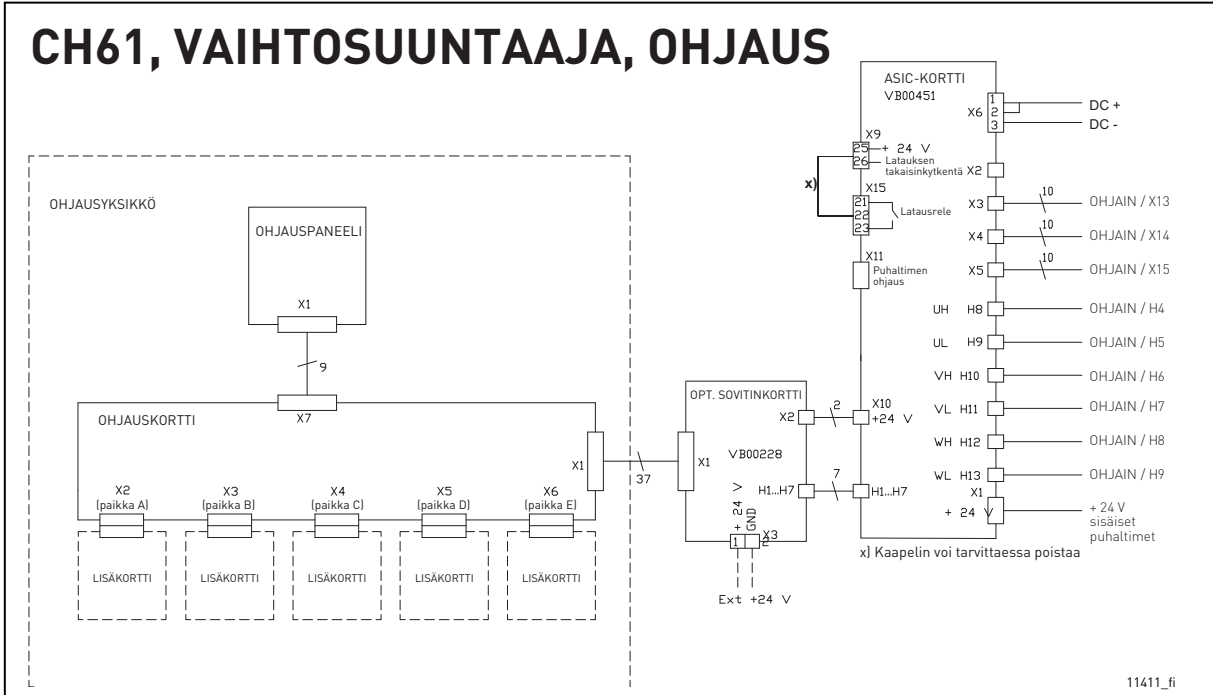 CH61, VAIHTOSUUNTAAJA, OHJAUS
OHJAUSYKSIKKÖ
OHJAUSPANEELI
X1
9
X7
OHJAUSKORTTI
X1
37
X2
(paikka A)
X3
(paikka B)
X4
(paikka C)
X5
(paikka D)
X6
(paikka E)
LISÄKORTTI
LISÄKORTTI
LISÄKORTTI
LISÄKORTTI
LISÄKORTTI
OPT. SOVITINKORTTI
X2
2
X1
VB00228
H1...H7
7
+ 24 V
GND
1
2
X3
Ext +24 V
ASIC-KORTTI
VB00451
X6
1
2
3
DC +
DC -
X9
25
+ 24 V
26
Latauksen
takaisinkytkentä
x)
X15
21
22
23
Latausrele
X11
Puhaltimen
ohjaus
X10
+24 V
H1...H7
X2
X3
10
OHJAIN / X13
X4
10
OHJAIN / X14
X5
10
OHJAIN / X15
UH H8
OHJAIN / H4
UL H9
OHJAIN / H5
VH H10
OHJAIN / H6
VL H11
OHJAIN / H7
WH H12
OHJAIN / H8
WL H13
OHJAIN / H9
X1
+ 24 V
+ 24 V
sisäiset
puhaltimet
x) Kaapelin voi tarvittaessa poistaa
11411_fi